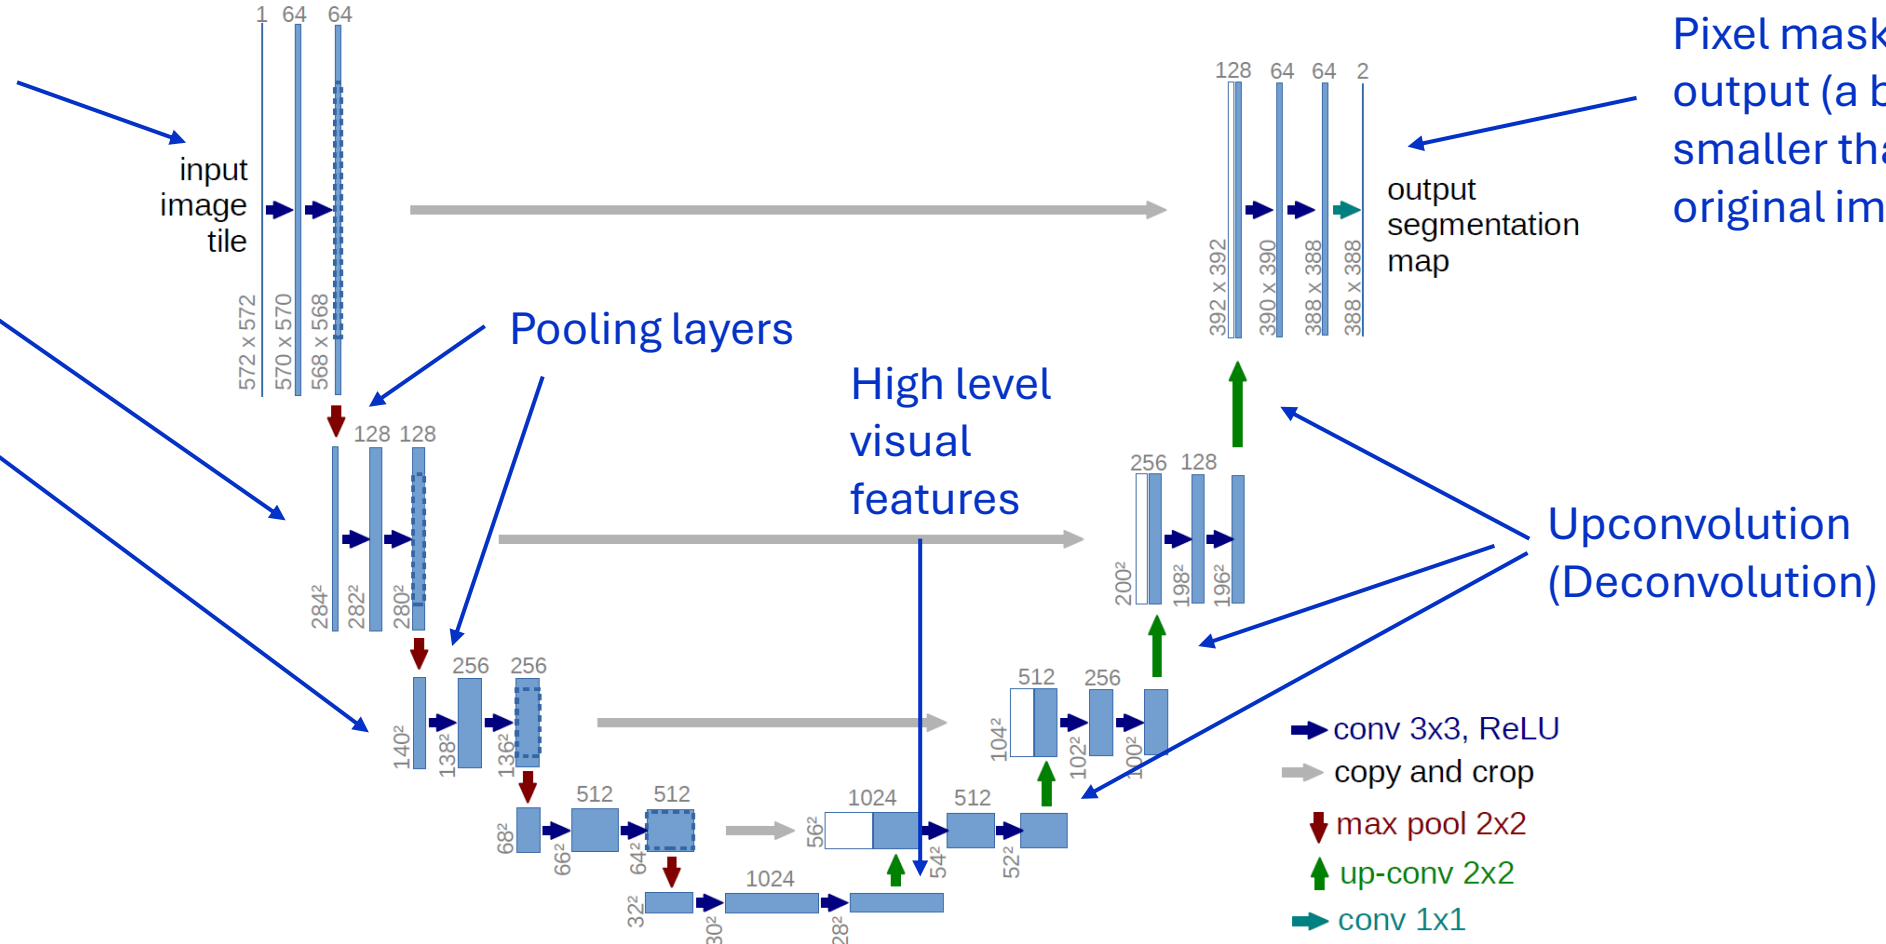 1 64 64
input
image
tile
572 x 572
570 x 570
568 x 568
128 64 64 2
392 x 392
390 x 390
388 x 388
388 x 388
output
segmentation
map
Pixel mask
output (a b
smaller tha
original im
Pooling layers
High level
visual
features
128 128
284²
282²
280²
256 128
200²
198²
196²
Upconvolution
(Deconvolution)
256 256
140²
138²
136²
512 256
104²
102²
100²
512 512
68²
66²
64²
1024 512
56²
54²
52²
1024
32²
30²
28²
conv 3x3, ReLU
copy and crop
max pool 2x2
up-conv 2x2
conv 1x1